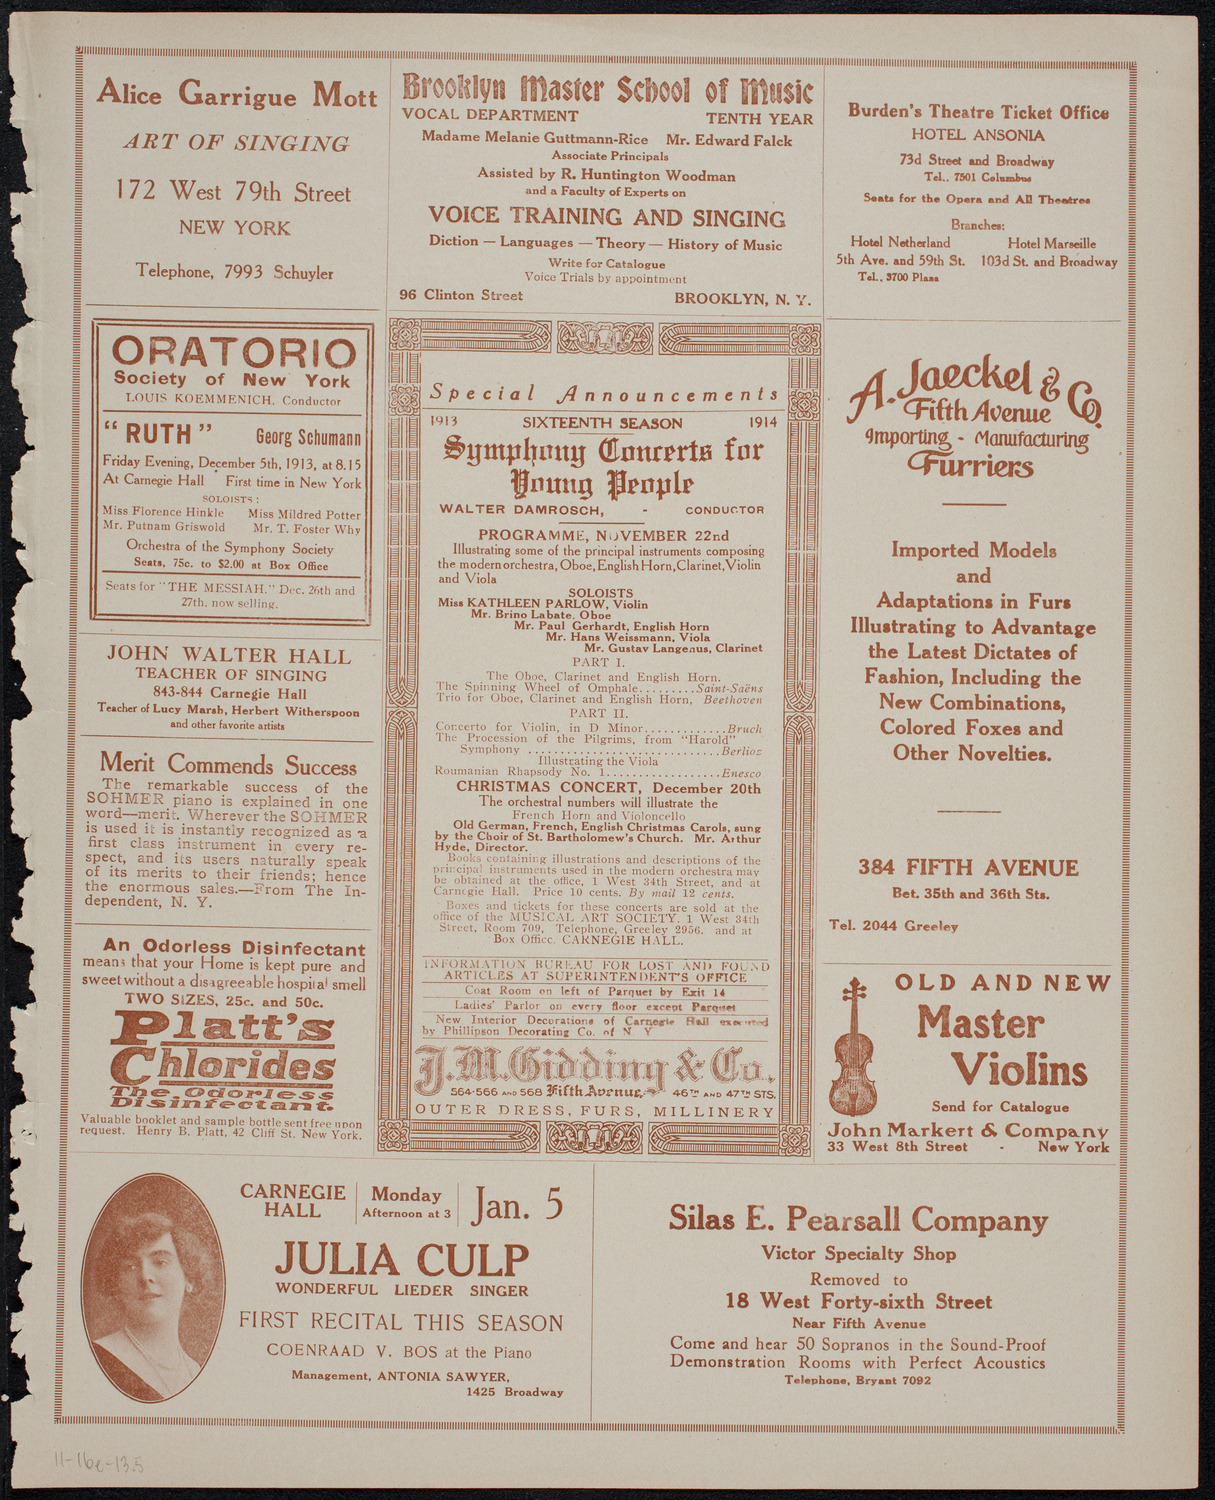 Alice Garrigue Mott
ART OF SINGING
172 West 79th Street
NEW YORK
Telephone, 7993 Schuyler
Brooklyn Master School of Music
VOCAL DEPARTMENT TENTH YEAR
Madame Melanie Guttmann-Rice Mr. Edward Falck
Associate Principals
Assisted by R. Huntington Woodman
and a Faculty of Experts on
VOICE TRAINING AND SINGING
Diction — Languages — Theory — History of Music
Write for Catalogue
Voice Trials by appointment
96 Clinton Street BROOKLYN, N. Y.
Burden's Theatre Ticket Office
HOTEL ANSONIA
73d Street and Broadway
Tel., 7501 Columbus
Seats for the Opera and All Theatres
Branches:
Hotel Netherland Hotel Marseille
5th Ave. and 59th St. 103d St. and Broadway
Tel., 3700 Plaza
ORATORIO
Society of New York
LOUIS KOEMMENICH, Conductor
"RUTH" Georg Schumann
Friday Evening, December 5th, 1913, at 8.15
At Carnegie Hall First time in New York
SOLOISTS:
Miss Florence Hinkle Miss Mildred Potter
Mr. Putnam Griswold Mr. T. Foster Why
Orchestra of the Symphony Society
Seats, 75c. to $2.00 at Box Office
Seats for "THE MESSIAH," Dec. 26th and
27th, now selling.
JOHN WALTER HALL
TEACHER OF SINGING
843-844 Carnegie Hall
Teacher of Lucy Marsh, Herbert Witherspoon
and other favorite artists
Merit Commends Success
The remarkable success of the
SOHMER piano is explained in one
word—merit. Wherever the SOHMER
is used it is instantly recognized as a
first class instrument in every re-
spect, and its users naturally speak
of its merits to their friends; hence
the enormous sales.—From The In-
dependent, N. Y.
An Odorless Disinfectant
means that your Home is kept pure and
sweet without a disagreeable hospital smell
TWO SIZES, 25c. and 50c.
Platt's
Chlorides
The Odorless
Disinfectant.
Valuable booklet and sample bottle sent free upon
request. Henry B. Platt, 42 Cliff St. New York.
Special Announcements
1913 SIXTEENTH SEASON 1914
Symphony Concerts for
Young People
WALTER DAMROSCH, - CONDUCTOR
PROGRAMME, NOVEMBER 22nd
Illustrating some of the principal instruments composing
the modern orchestra, Oboe, English Horn, Clarinet, Violin
and Viola
SOLOISTS
Miss KATHLEEN PARLOW, Violin
Mr. Brino Labate, Oboe
Mr. Paul Gerhardt, English Horn
Mr. Hans Weissmann, Viola
Mr. Gustav Langenus, Clarinet
PART I.
The Oboe, Clarinet and English Horn.
The Spinning Wheel of Omphale.........Saint-Saëns
Trio for Oboe, Clarinet and English Horn, Beethoven
PART II.
Concerto for Violin, in D Minor............Bruch
The Procession of the Pilgrims, from "Harold"
Symphony ...........................Berlioz
Illustrating the Viola
Roumanian Rhapsody No. 1.................Enesco
CHRISTMAS CONCERT, December 20th
The orchestral numbers will illustrate the
French Horn and Violoncello
Old German, French, English Christmas Carols, sung
by the Choir of St. Bartholomew's Church. Mr. Arthur
Hyde, Director.
Books containing illustrations and descriptions of the
principal instruments used in the modern orchestra may
be obtained at the office, 1 West 34th Street, and at
Carnegie Hall. Price 10 cents. By mail 12 cents.
Boxes and tickets for these concerts are sold at the
office of the MUSICAL ART SOCIETY, 1 West 34th
Street, Room 709, Telephone, Greeley 2956, and at
Box Office, CARNEGIE HALL.
INFORMATION BUREAU FOR LOST AND FOUND
ARTICLES AT SUPERINTENDENT'S OFFICE
Coat Room on left of Parquet by Exit 14
Ladies' Parlor on every floor except Parquet
New Interior Decorations of Carnegie Hall executed
by Phillipson Decorating Co. of N Y
J. M. Gidding & Co.
564-566 AND 568 Fifth Avenue, 46TH AND 47TH STS.
OUTER DRESS, FURS, MILLINERY
A. Jaeckel & Co.
Fifth Avenue
Importing - Manufacturing
Furriers
Imported Models
and
Adaptations in Furs
Illustrating to Advantage
the Latest Dictates of
Fashion, Including the
New Combinations,
Colored Foxes and
Other Novelties.
384 FIFTH AVENUE
Bet. 35th and 36th Sts.
Tel. 2044 Greeley
OLD AND NEW
Master
Violins
Send for Catalogue
John Markert & Company
33 West 8th Street - New York
CARNEGIE
HALL
Monday
Afternoon at 3
Jan. 5
JULIA CULP
WONDERFUL LIEDER SINGER
FIRST RECITAL THIS SEASON
COENRAAD V. BOS at the Piano
Management, ANTONIA SAWYER,
1425 Broadway
Silas E. Pearsall Company
Victor Specialty Shop
Removed to
18 West Forty-sixth Street
Near Fifth Avenue
Come and hear 50 Sopranos in the Sound-Proof
Demonstration Rooms with Perfect Acoustics
Telephone, Bryant 7092
11-16e-13.5